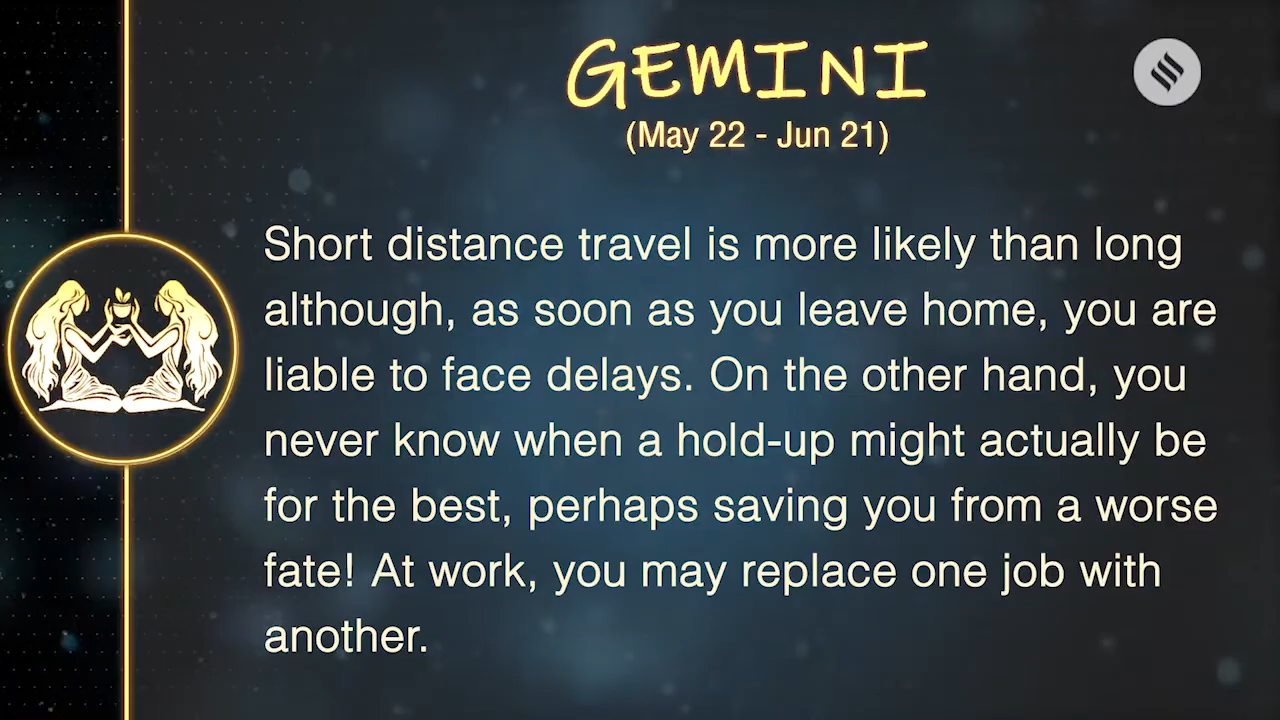 GEMINI
(May 22 - Jun 21)
Short distance travel is more likely than long
although, as soon as you leave home, you are
liable to face delays. On the other hand, you
never know when a hold-up might actually be
for the best, perhaps saving you from a worse
fate! At work, you may replace one job with
another.